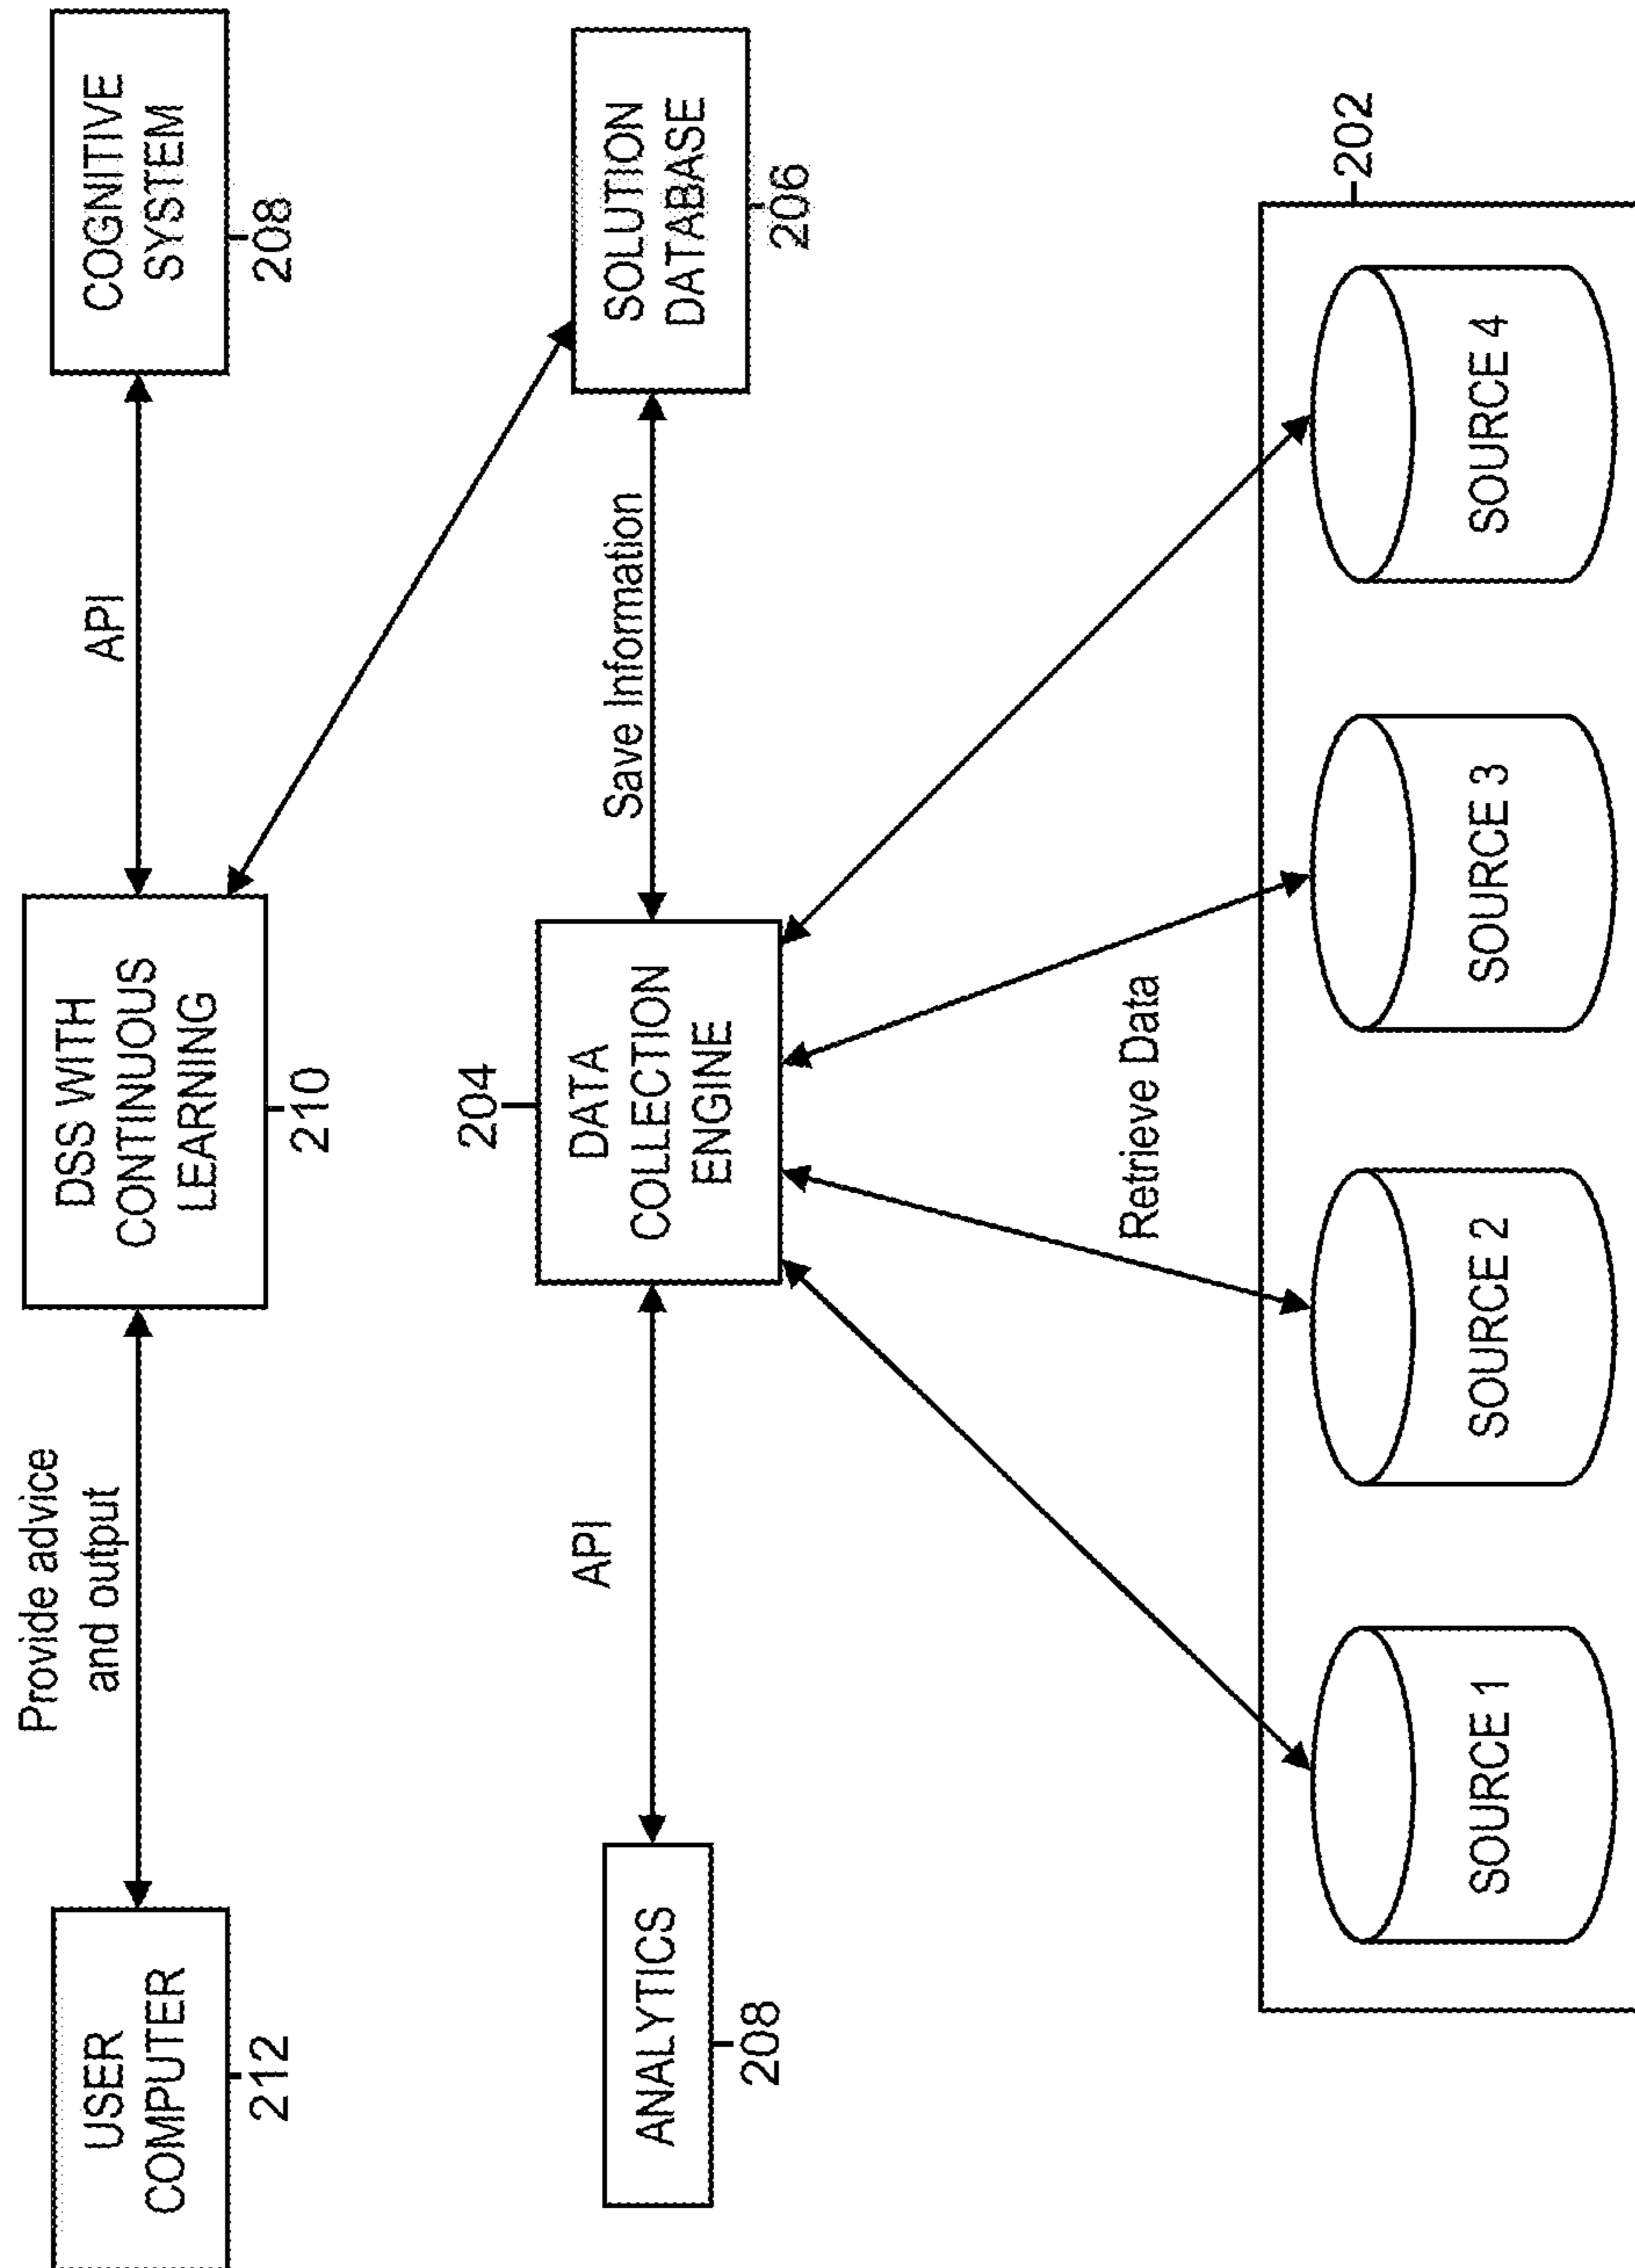 Provide advice
and output
API
USER
COMPUTER
212
DSS WITH
CONTINUOUS
LEARNING
210
COGNITIVE
SYSTEM
208
204
API
Save Information
ANALYTICS
208
DATA
COLLECTION
ENGINE
SOLUTION
DATABASE
206
Retrieve Data
202
SOURCE 1
SOURCE 2
SOURCE 3
SOURCE 4